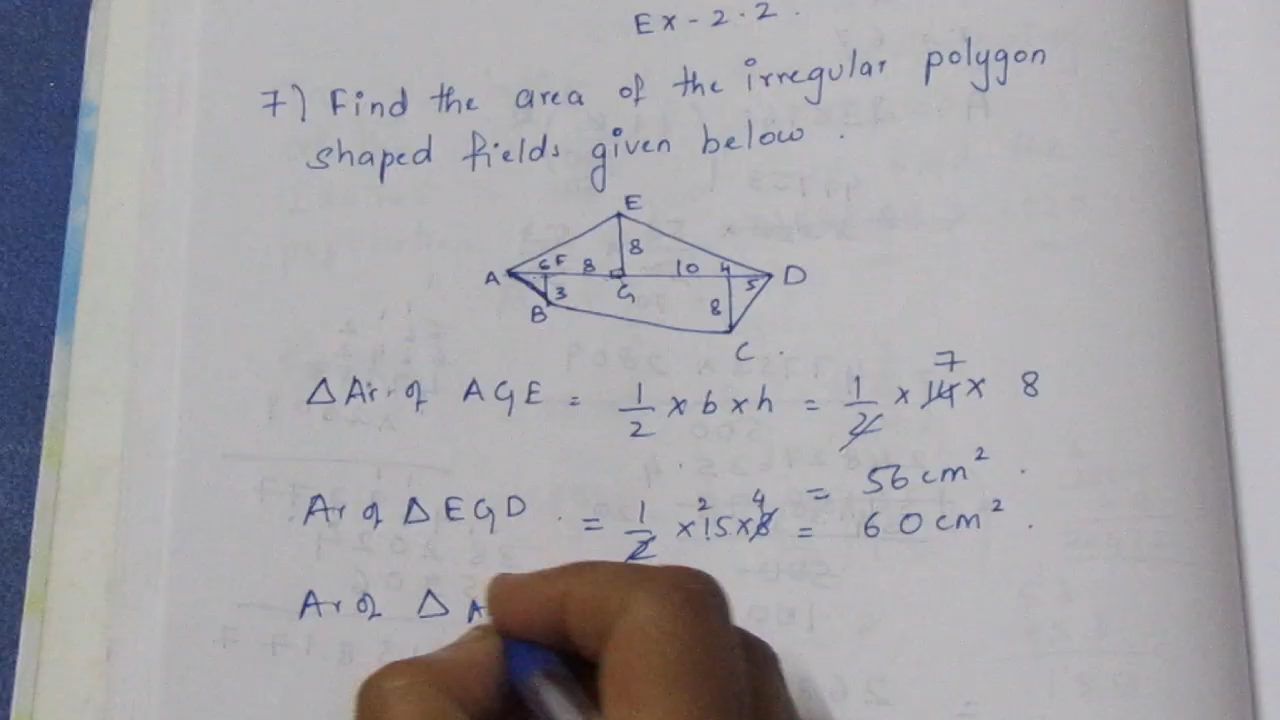 Ex - 2.2.
7) Find the area of the irregular polygon
shaped fields given below.
E
8
A 6 F 8 10 4 D
3 G 5
B 8
C
Δ Ar. of AGE = 1/2 × b × h = 1/2 × 14 × 8
7
= 56 cm²
Ar of Δ EGD = 1/2 × 15 × 8 = 60 cm²
2 4
Ar of Δ A